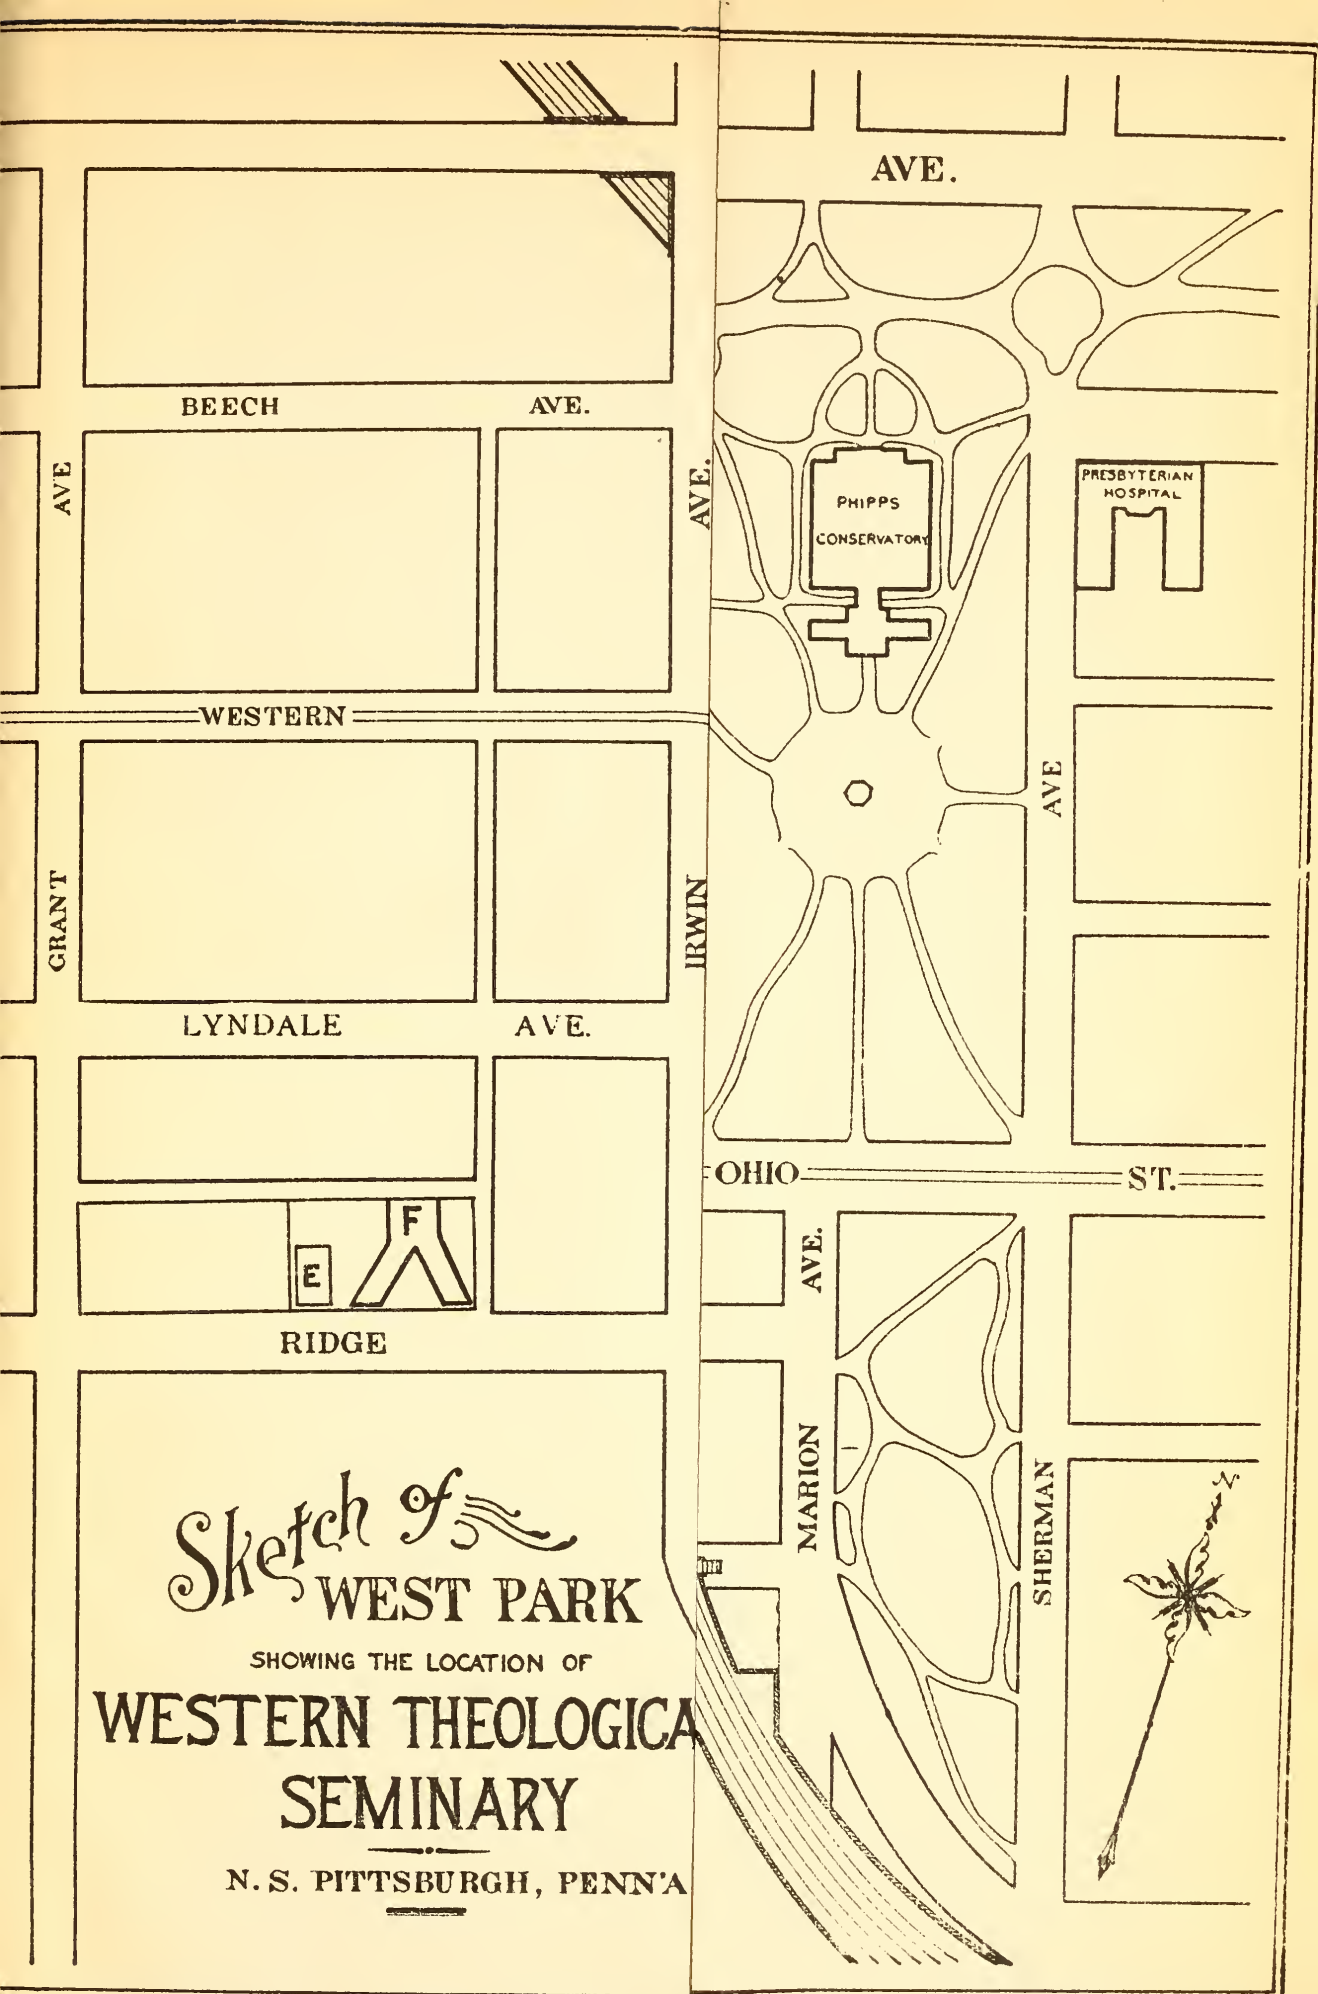 AVE.
BEECH AVE.
AVE
AVE.
PHIPPS
CONSERVATORY
PRESBYTERIAN
HOSPITAL
WESTERN
AVE
GRANT
IRWIN
LYNDALE AVE.
OHIO ST.
F
E
AVE.
RIDGE
MARION
SHERMAN
N
Sketch of
WEST PARK
SHOWING THE LOCATION OF
WESTERN THEOLOGICA
SEMINARY
N. S. PITTSBURGH, PENN'A